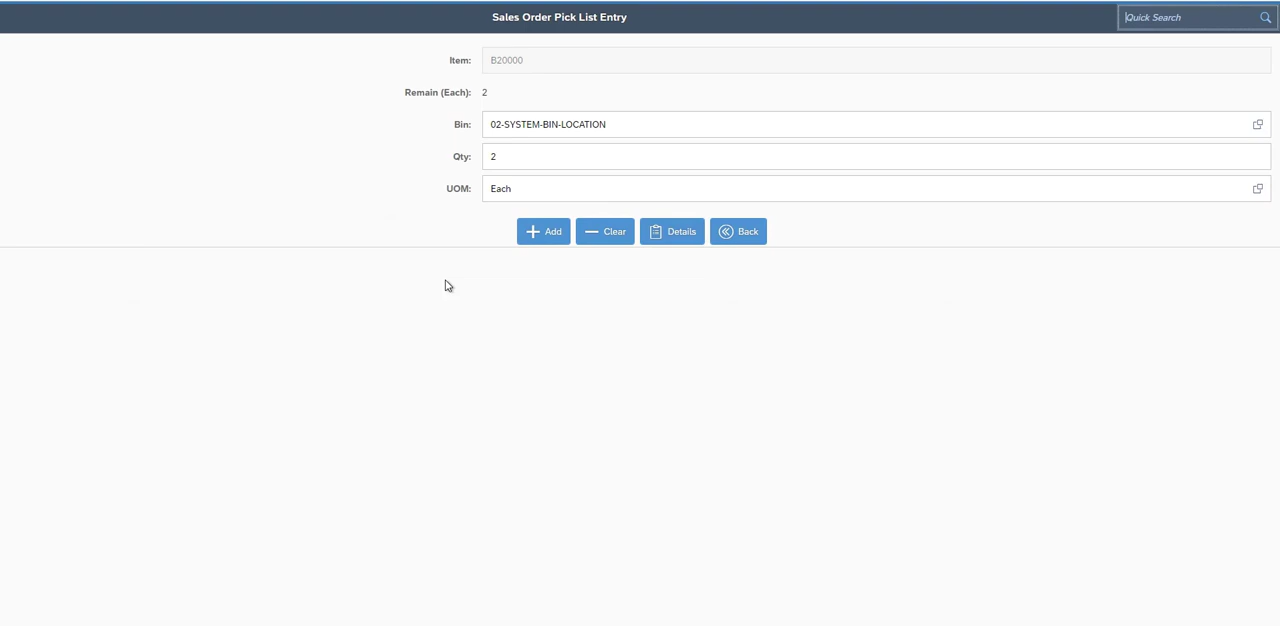 Sales Order Pick List Entry
Quick Search
Item: B20000
Remain (Each): 2
Bin: 02-SYSTEM-BIN-LOCATION
Qty: 2
UOM: Each
Add Clear Details Back